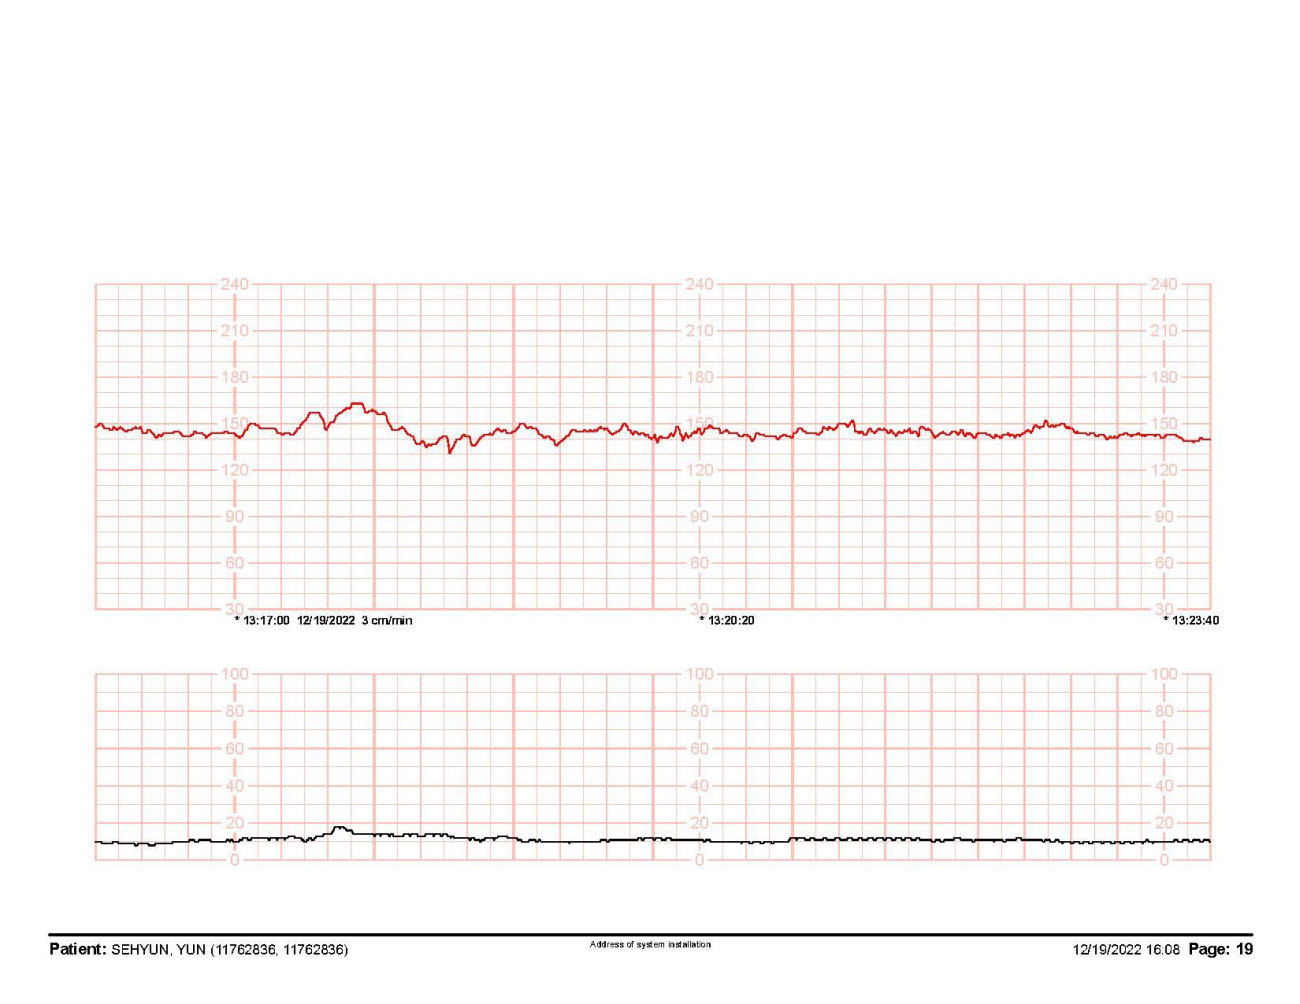 240 240 240
210 210 210
180 180 180
150 150 150
120 120 120
90 90 90
60 60 60
30 30 30
* 13:17:00 12/19/2022 3 cm/min * 13:20:20 * 13:23:40
100 100 100
80 80 80
60 60 60
40 40 40
20 20 20
0 0 0
Patient: SEHYUN, YUN (11762836, 11762836) Address of system installation 12/19/2022 16:08 Page: 19